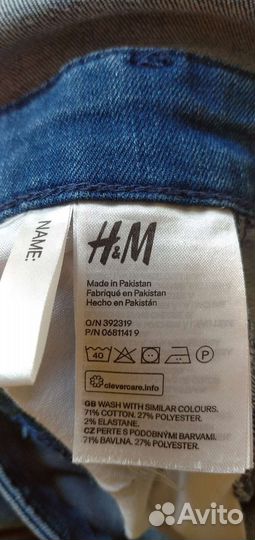 NAME:
H&M
Made in Pakistan
Fabriqué en Pakistan
Hecho en Pakistán
O/N 392319
P/N 0681141 9
40 P
clevercare.info
GB WASH WITH SIMILAR COLOURS.
71% COTTON. 27% POLYESTER.
2% ELASTANE.
CZ PERTE S PODOBNÝMI BARVAMI.
71% BAVLNA. 27% POLYESTER.
Avito